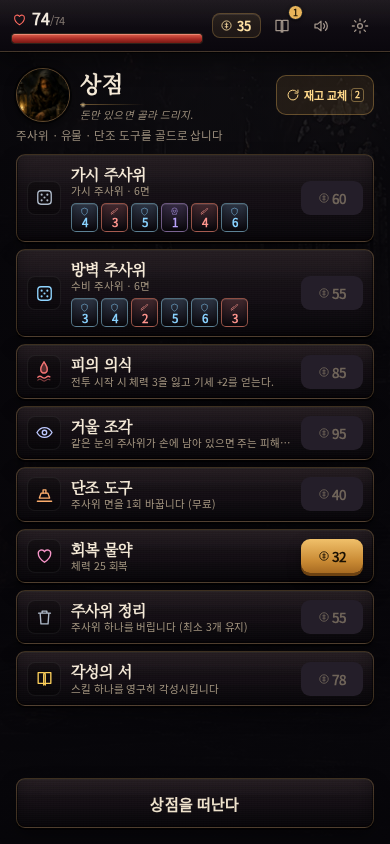 74/74
35
1
상점
돈만 있으면 골라 드리지.
재고 교체 2
주사위 · 유물 · 단조 도구를 골드로 삽니다
가시 주사위
가시 주사위 · 6면
4 3 5 1 4 6
60
방벽 주사위
수비 주사위 · 6면
3 4 2 5 6 3
55
피의 의식
전투 시작 시 체력 3을 잃고 기세 +2를 얻는다.
85
거울 조각
같은 눈의 주사위가 손에 남아 있으면 주는 피해…
95
단조 도구
주사위 면을 1회 바꿉니다 (무료)
40
회복 물약
체력 25 회복
32
주사위 정리
주사위 하나를 버립니다 (최소 3개 유지)
55
각성의 서
스킬 하나를 영구히 각성시킵니다
78
상점을 떠난다